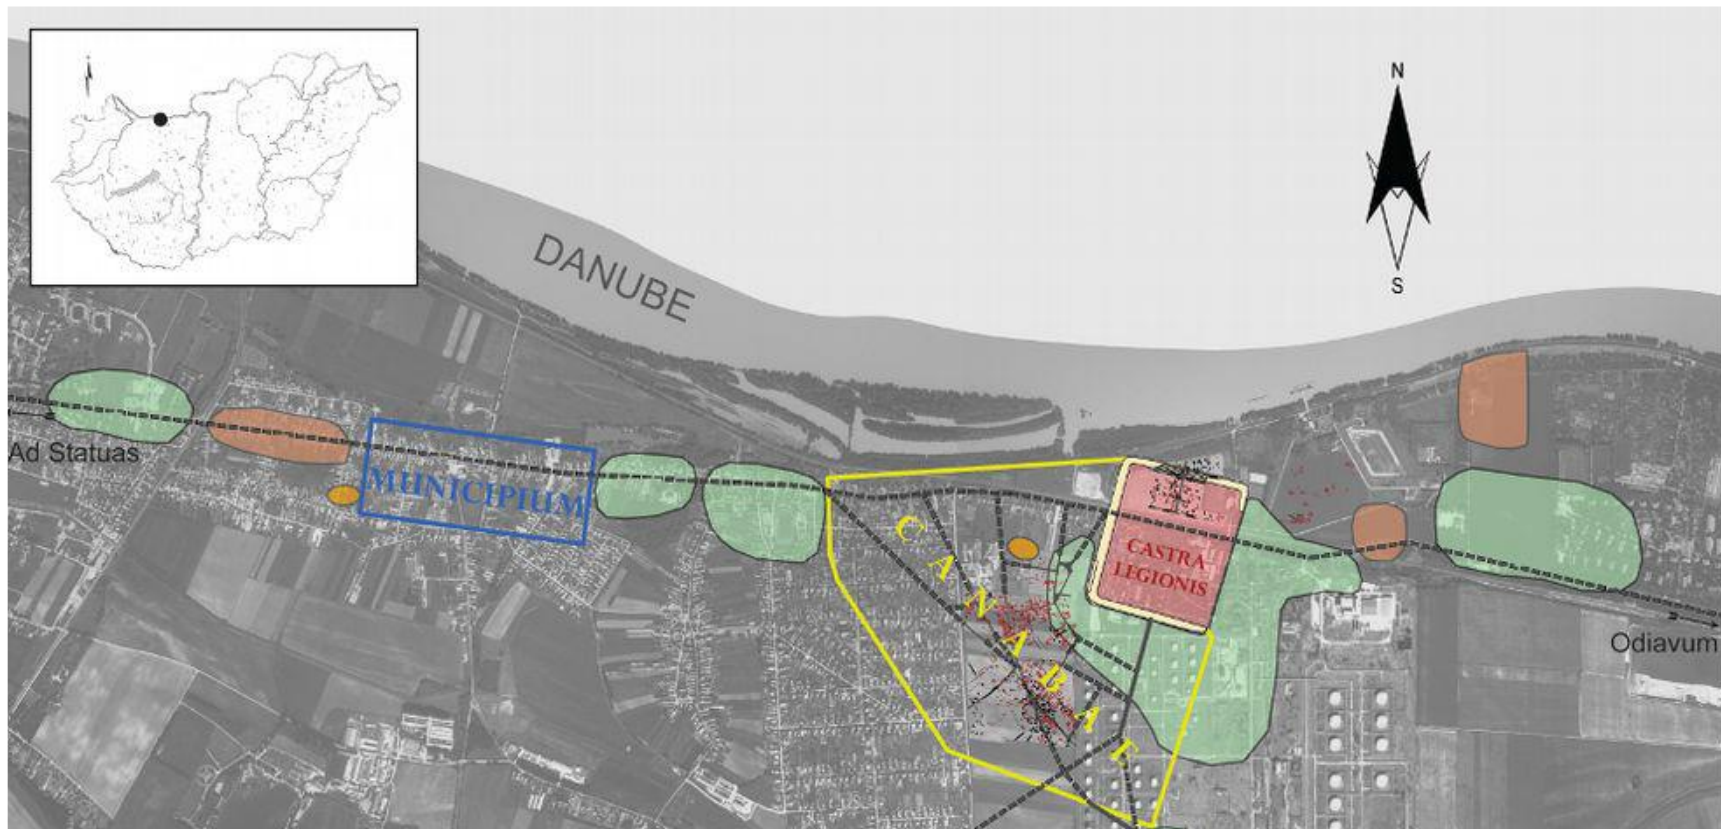 N
S
DANUBE
Ad Statuas
MUNICIPIUM
CANABAE
CASTRA
LEGIONIS
Odiavum